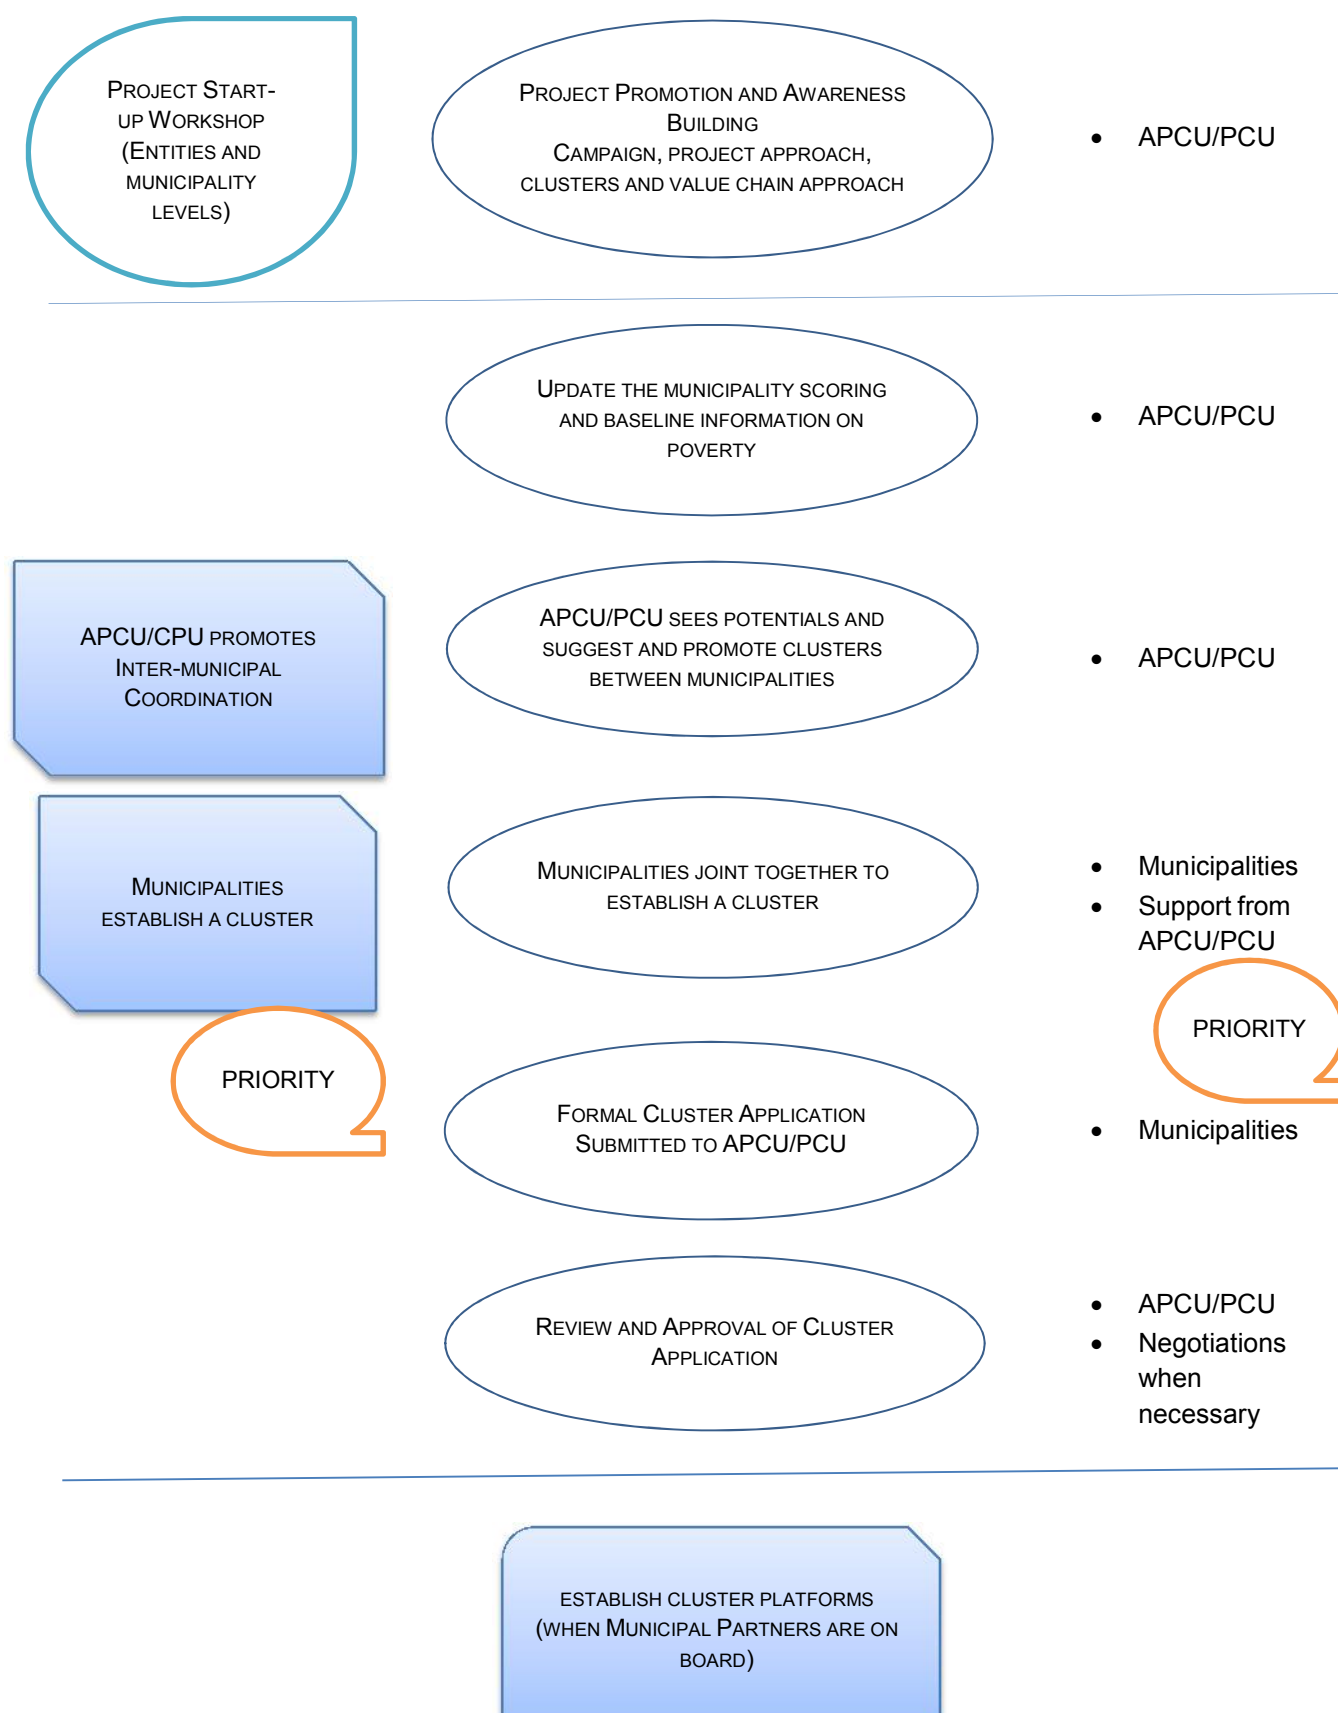 PROJECT START-
UP WORKSHOP
(ENTITIES AND
MUNICIPALITY
LEVELS)
PROJECT PROMOTION AND AWARENESS
BUILDING
CAMPAIGN, PROJECT APPROACH,
CLUSTERS AND VALUE CHAIN APPROACH
• APCU/PCU
UPDATE THE MUNICIPALITY SCORING
AND BASELINE INFORMATION ON
POVERTY
• APCU/PCU
APCU/CPU PROMOTES
INTER-MUNICIPAL
COORDINATION
APCU/PCU SEES POTENTIALS AND
SUGGEST AND PROMOTE CLUSTERS
BETWEEN MUNICIPALITIES
• APCU/PCU
MUNICIPALITIES
ESTABLISH A CLUSTER
MUNICIPALITIES JOINT TOGETHER TO
ESTABLISH A CLUSTER
• Municipalities
• Support from
APCU/PCU
PRIORITY
PRIORITY
FORMAL CLUSTER APPLICATION
SUBMITTED TO APCU/PCU
• Municipalities
REVIEW AND APPROVAL OF CLUSTER
APPLICATION
• APCU/PCU
• Negotiations
when
necessary
ESTABLISH CLUSTER PLATFORMS
(WHEN MUNICIPAL PARTNERS ARE ON
BOARD)